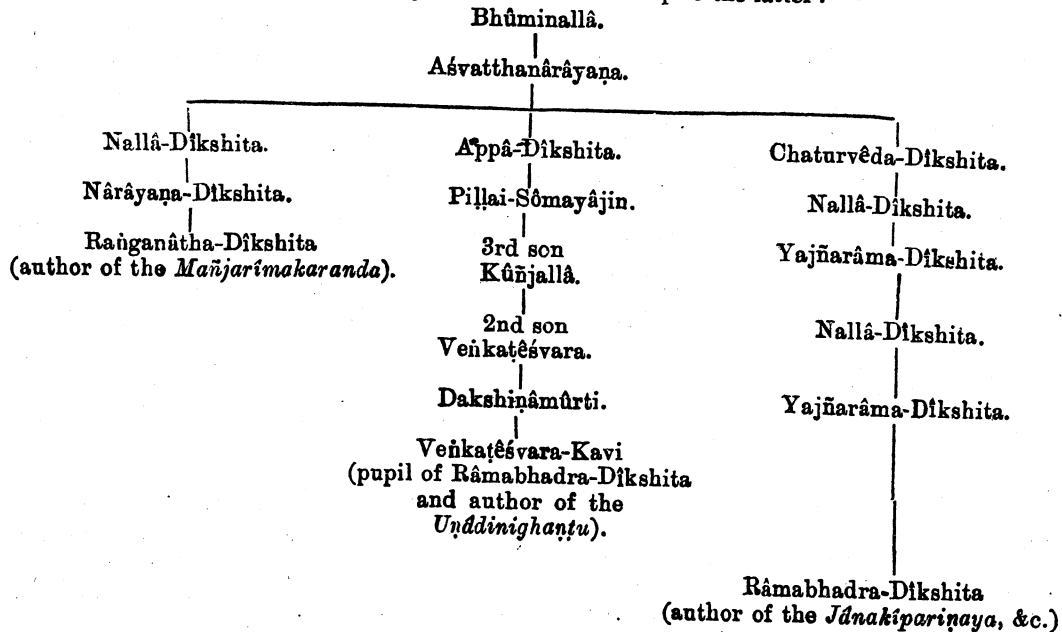 Bhûminallâ.
Aśvatthanârâyaṇa.
Nallâ-Dîkshita.
Nârâyaṇa-Dîkshita.
Raṅganâtha-Dîkshita
(author of the Mañjarîmakaranda).
Appâ-Dîkshita.
Piḷḷai-Sômayâjin.
3rd son
Kûñjallâ.
2nd son
Veṅkaṭêśvara.
Dakshiṇâmûrti.
Veṅkaṭêśvara-Kavi
(pupil of Râmabhadra-Dîkshita
and author of the
Uṇâdinighaṇṭu).
Chaturvêda-Dîkshita.
Nallâ-Dîkshita.
Yajñarâma-Dîkshita.
Nallâ-Dîkshita.
Yajñarâma-Dîkshita.
Râmabhadra-Dîkshita
(author of the Jânakîpariṇaya, &c.)